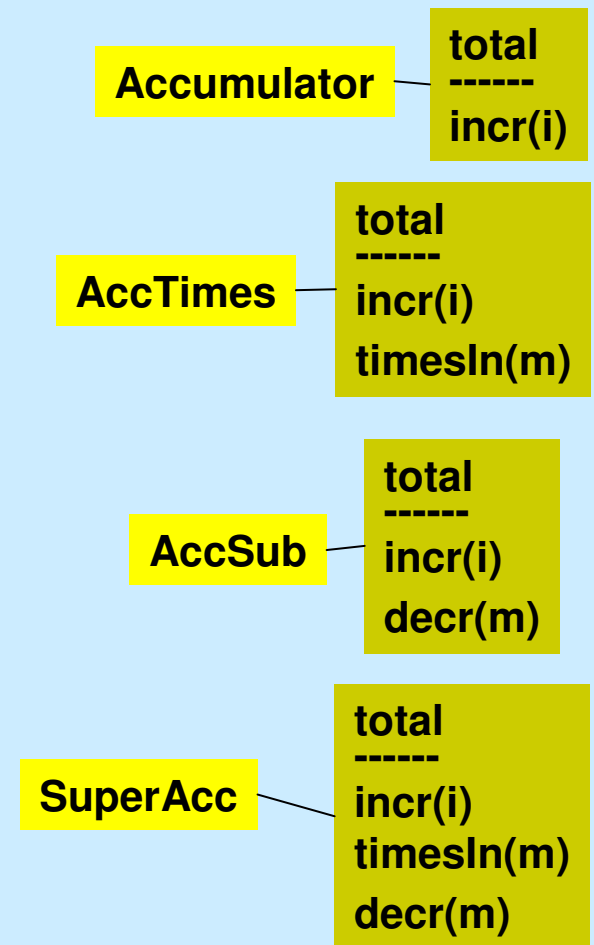 Accumulator
total
------
incr(i)
AccTimes
total
------
incr(i)
timesIn(m)
AccSub
total
------
incr(i)
decr(m)
SuperAcc
total
------
incr(i)
timesIn(m)
decr(m)